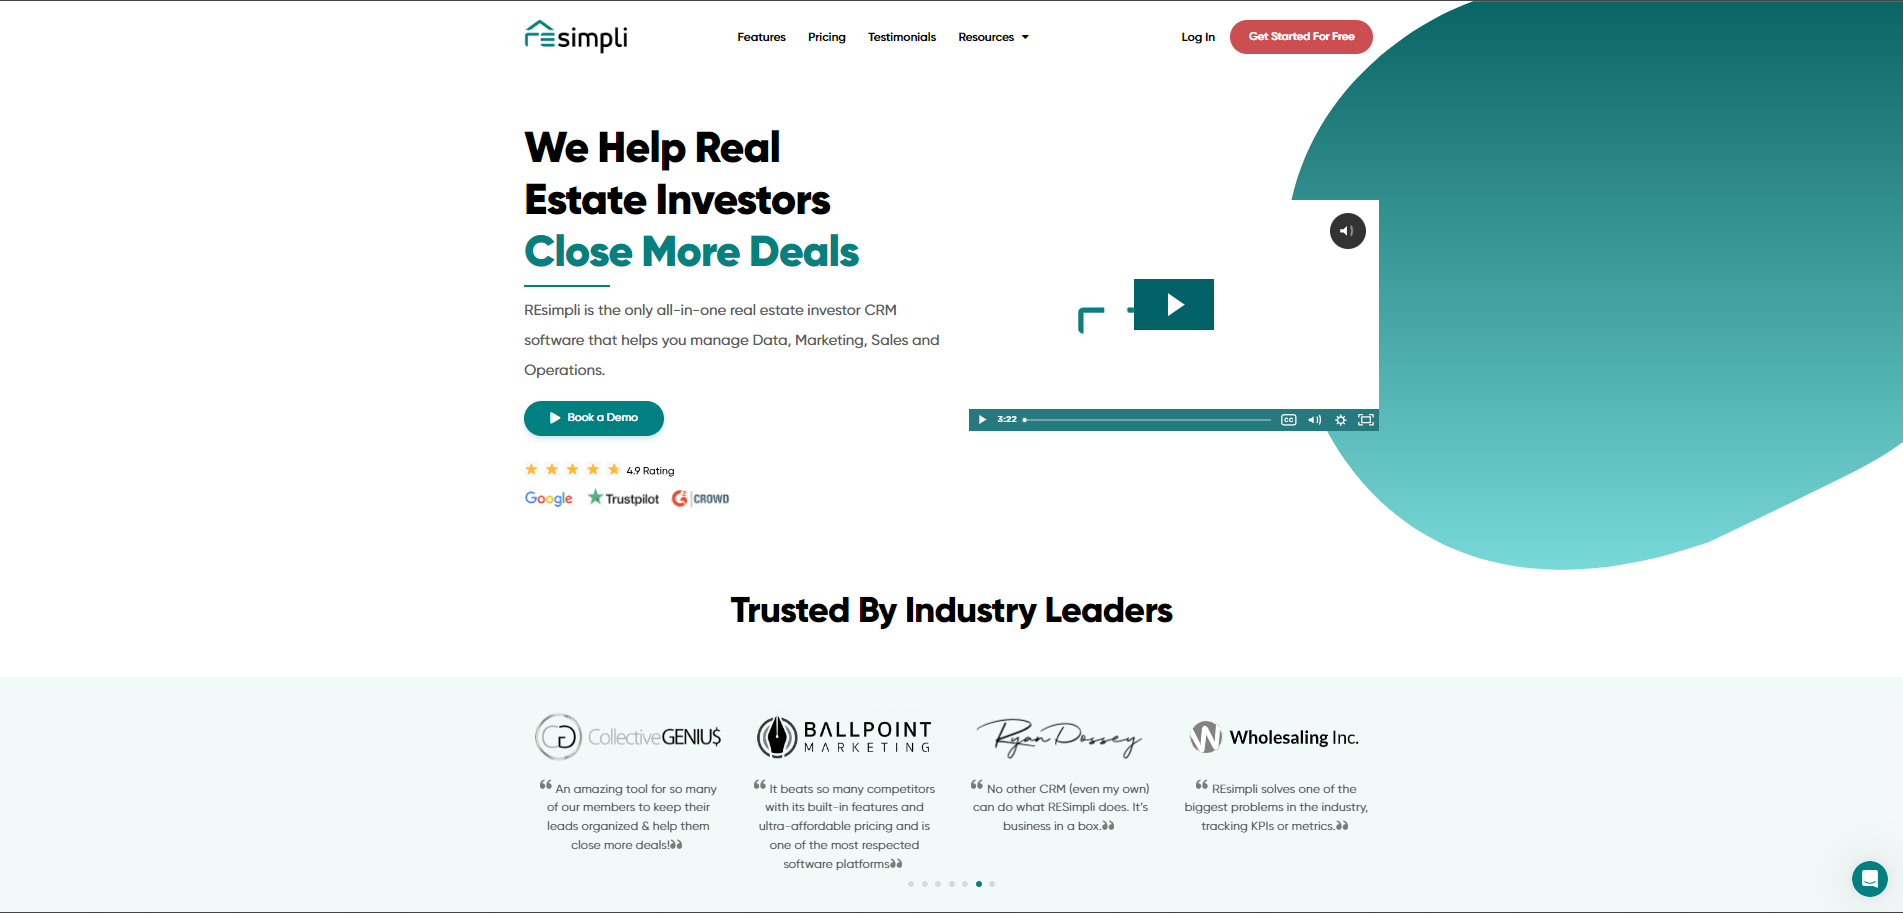 REsimpli
Features
Pricing
Testimonials
Resources
Log In
Get Started For Free
We Help Real
Estate Investors
Close More Deals
REsimpli is the only all-in-one real estate investor CRM
software that helps you manage Data, Marketing, Sales and
Operations.
Book a Demo
4.9 Rating
Google
Trustpilot
G2 CROWD
3:22
CC
Trusted By Industry Leaders
CG CollectiveGENIU$
“ An amazing tool for so many
of our members to keep their
leads organized & help them
close more deals!”
BALLPOINT
MARKETING
“ It beats so many competitors
with its built-in features and
ultra-affordable pricing and is
one of the most respected
software platforms”
Ryan Dossey
“ No other CRM (even my own)
can do what RESimpli does. It’s
business in a box.”
W Wholesaling Inc.
“ REsimpli solves one of the
biggest problems in the industry,
tracking KPIs or metrics.”